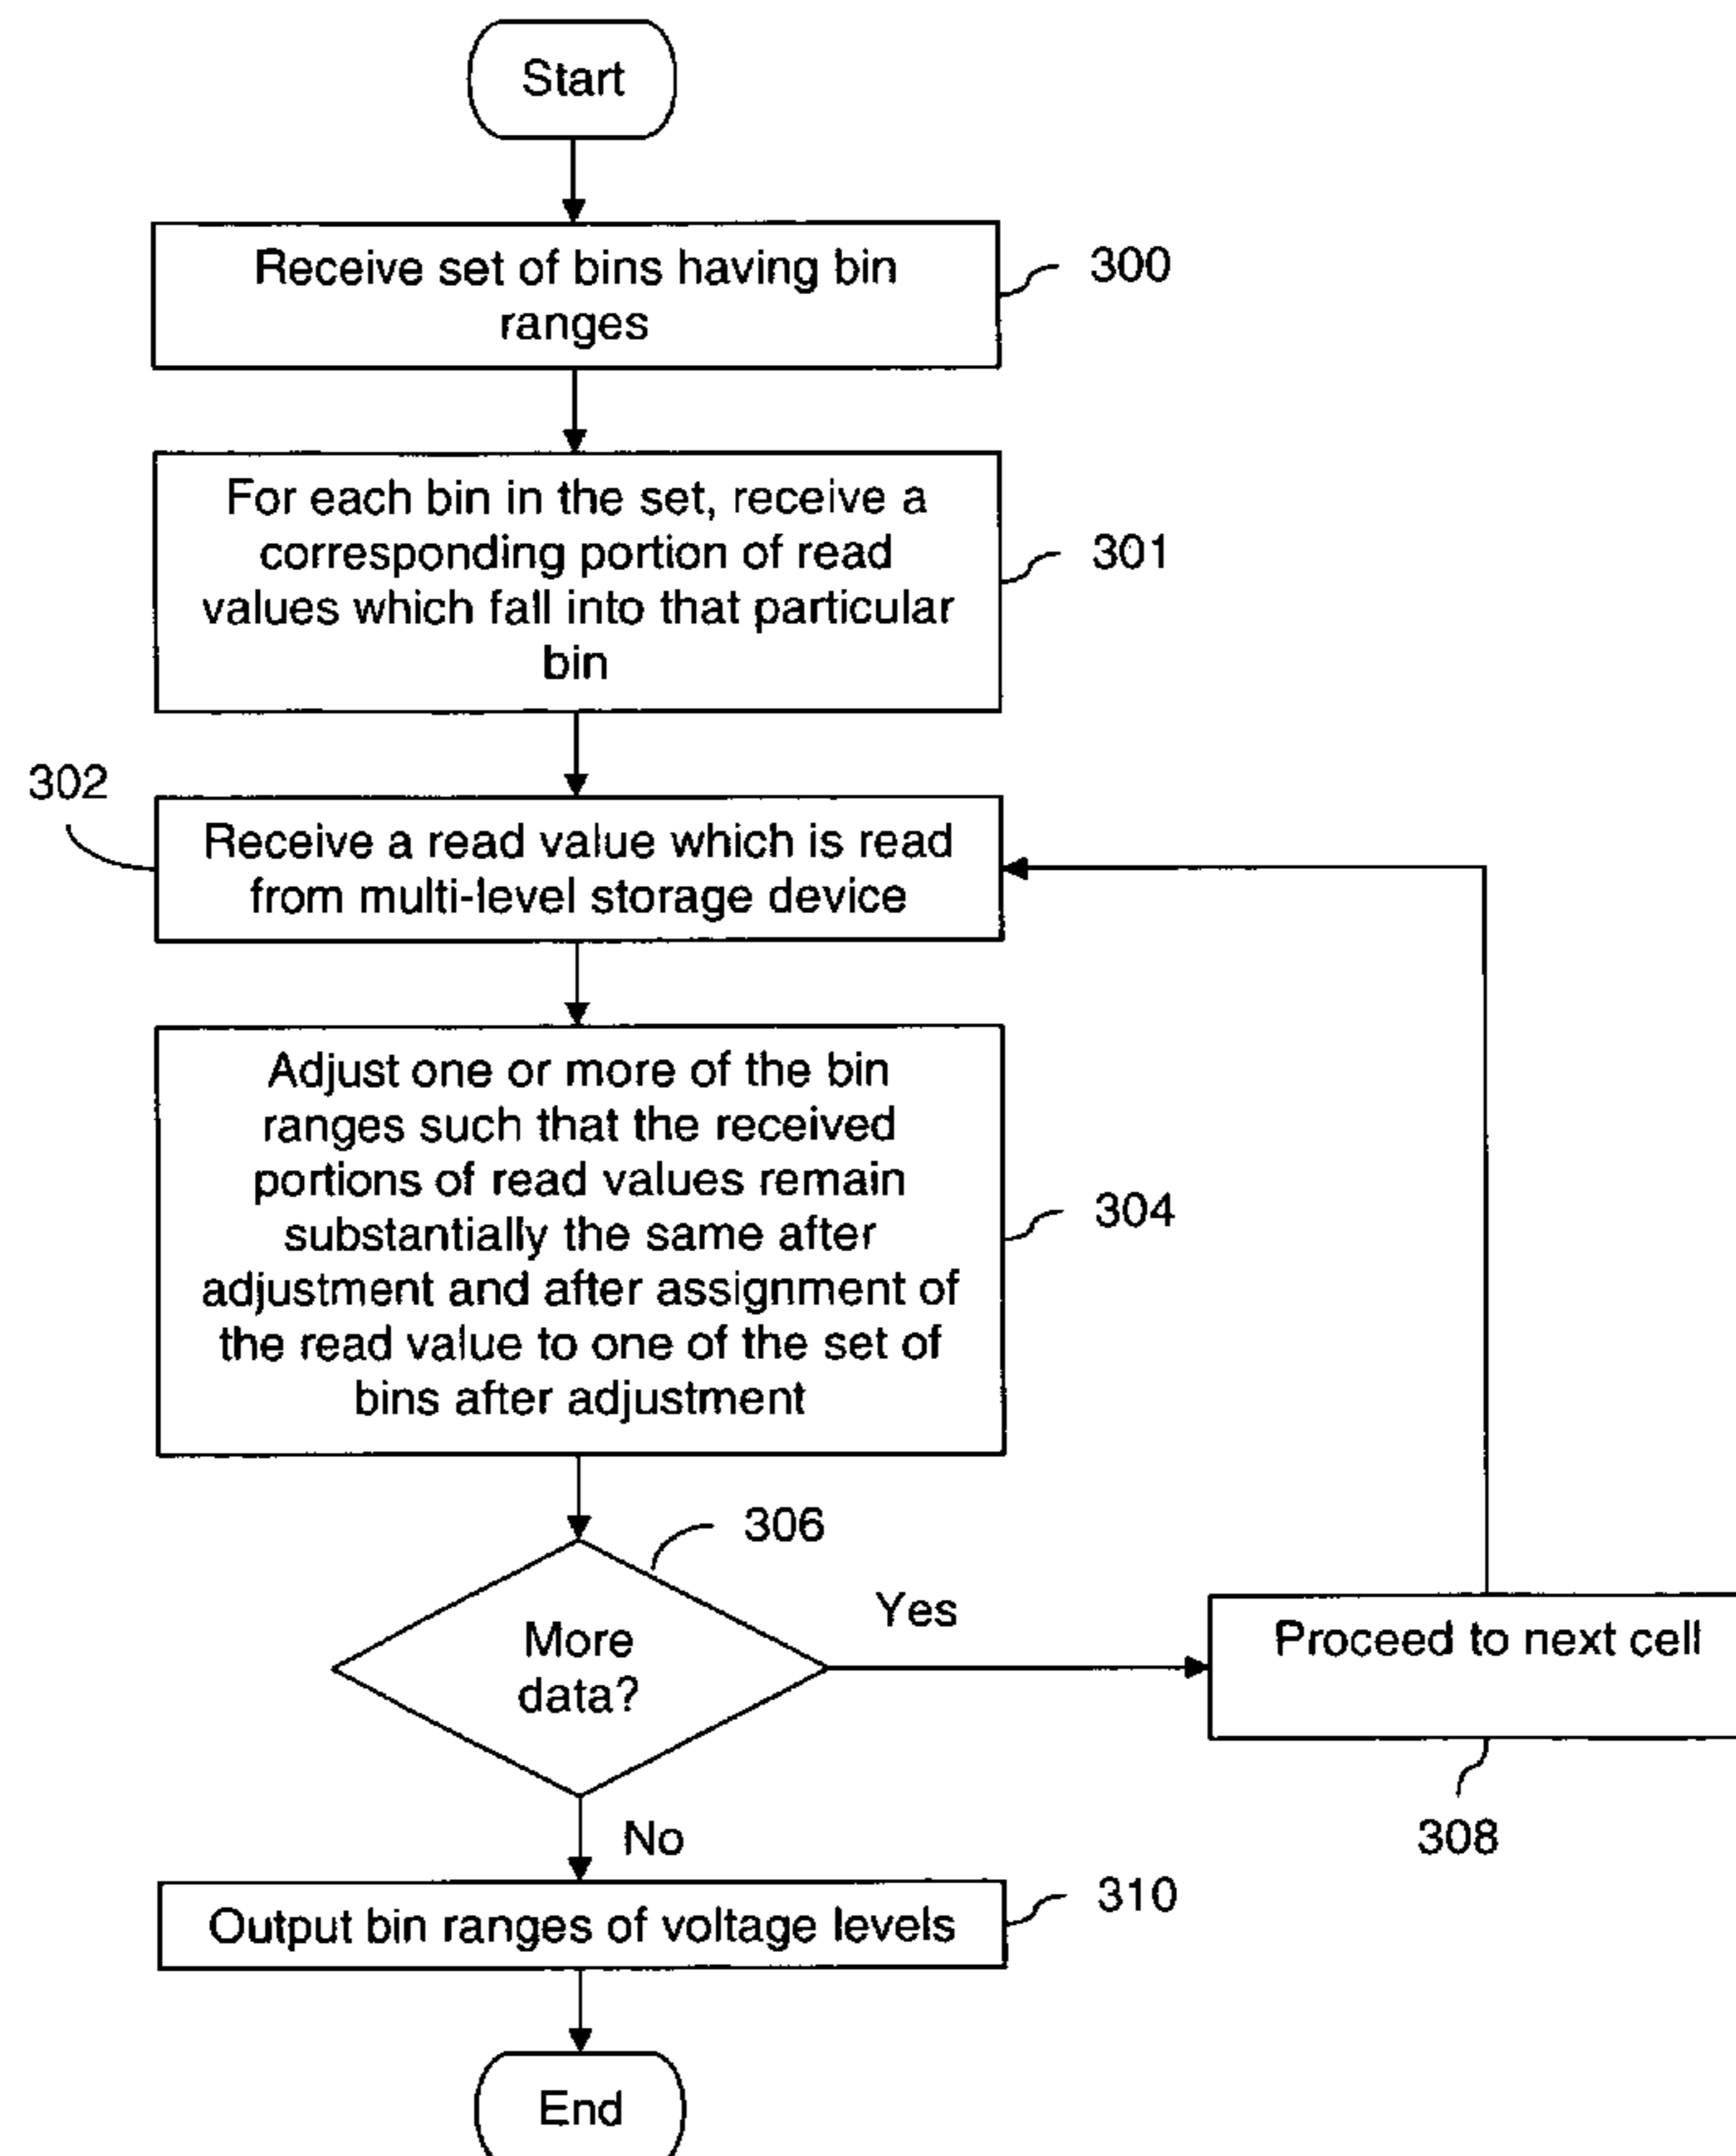 Start
Receive set of bins having bin
ranges
300
For each bin in the set, receive a
corresponding portion of read
values which fall into that particular
bin
301
302
Receive a read value which is read
from multi-level storage device
Adjust one or more of the bin
ranges such that the received
portions of read values remain
substantially the same after
adjustment and after assignment of
the read value to one of the set of
bins after adjustment
304
306
More
data?
Yes
Proceed to next cell
308
No
Output bin ranges of voltage levels
310
End